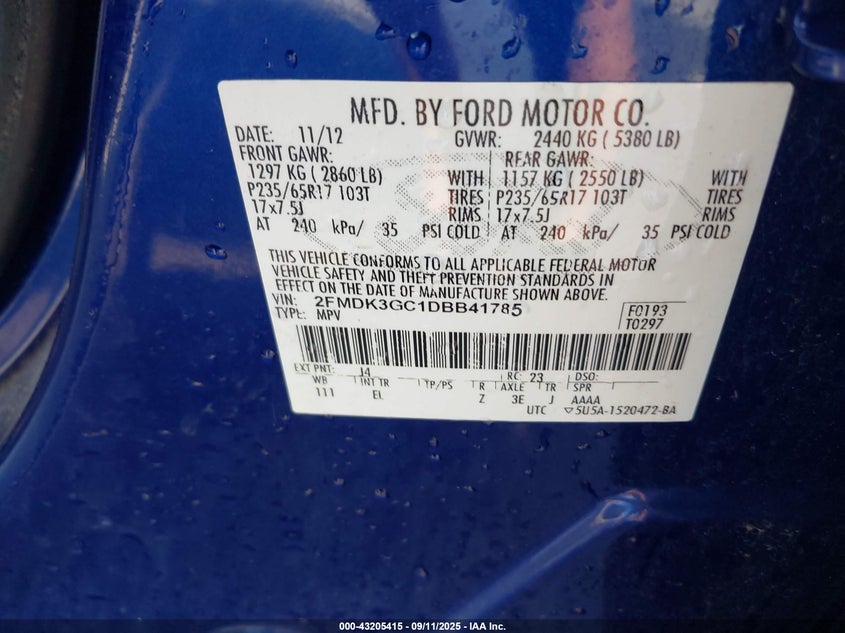 MFD. BY FORD MOTOR CO.
DATE: 11/12 GVWR: 2440 KG ( 5380 LB)
FRONT GAWR: REAR GAWR:
1297 KG ( 2860 LB) WITH 1157 KG ( 2550 LB) WITH
P235/65R17 103T TIRES P235/65R17 103T TIRES
17x7.5J RIMS 17x7.5J RIMS
AT 240 kPa/ 35 PSI COLD AT 240 kPa/ 35 PSI COLD
THIS VEHICLE CONFORMS TO ALL APPLICABLE FEDERAL MOTOR
VEHICLE SAFETY AND THEFT PREVENTION STANDARDS IN
EFFECT ON THE DATE OF MANUFACTURE SHOWN ABOVE.
VIN: 2FMDK3GC1DBB41785 F0193
TYPE: MPV T0297
EXT PNT: J4 RC: 23 DSO:
WB INT TR TP/PS R AXLE TR SPR
111 EL Z 3E J AAAA
UTC ▽5U5A-1520472-BA
000-43205415 - 09/11/2025 - IAA Inc.